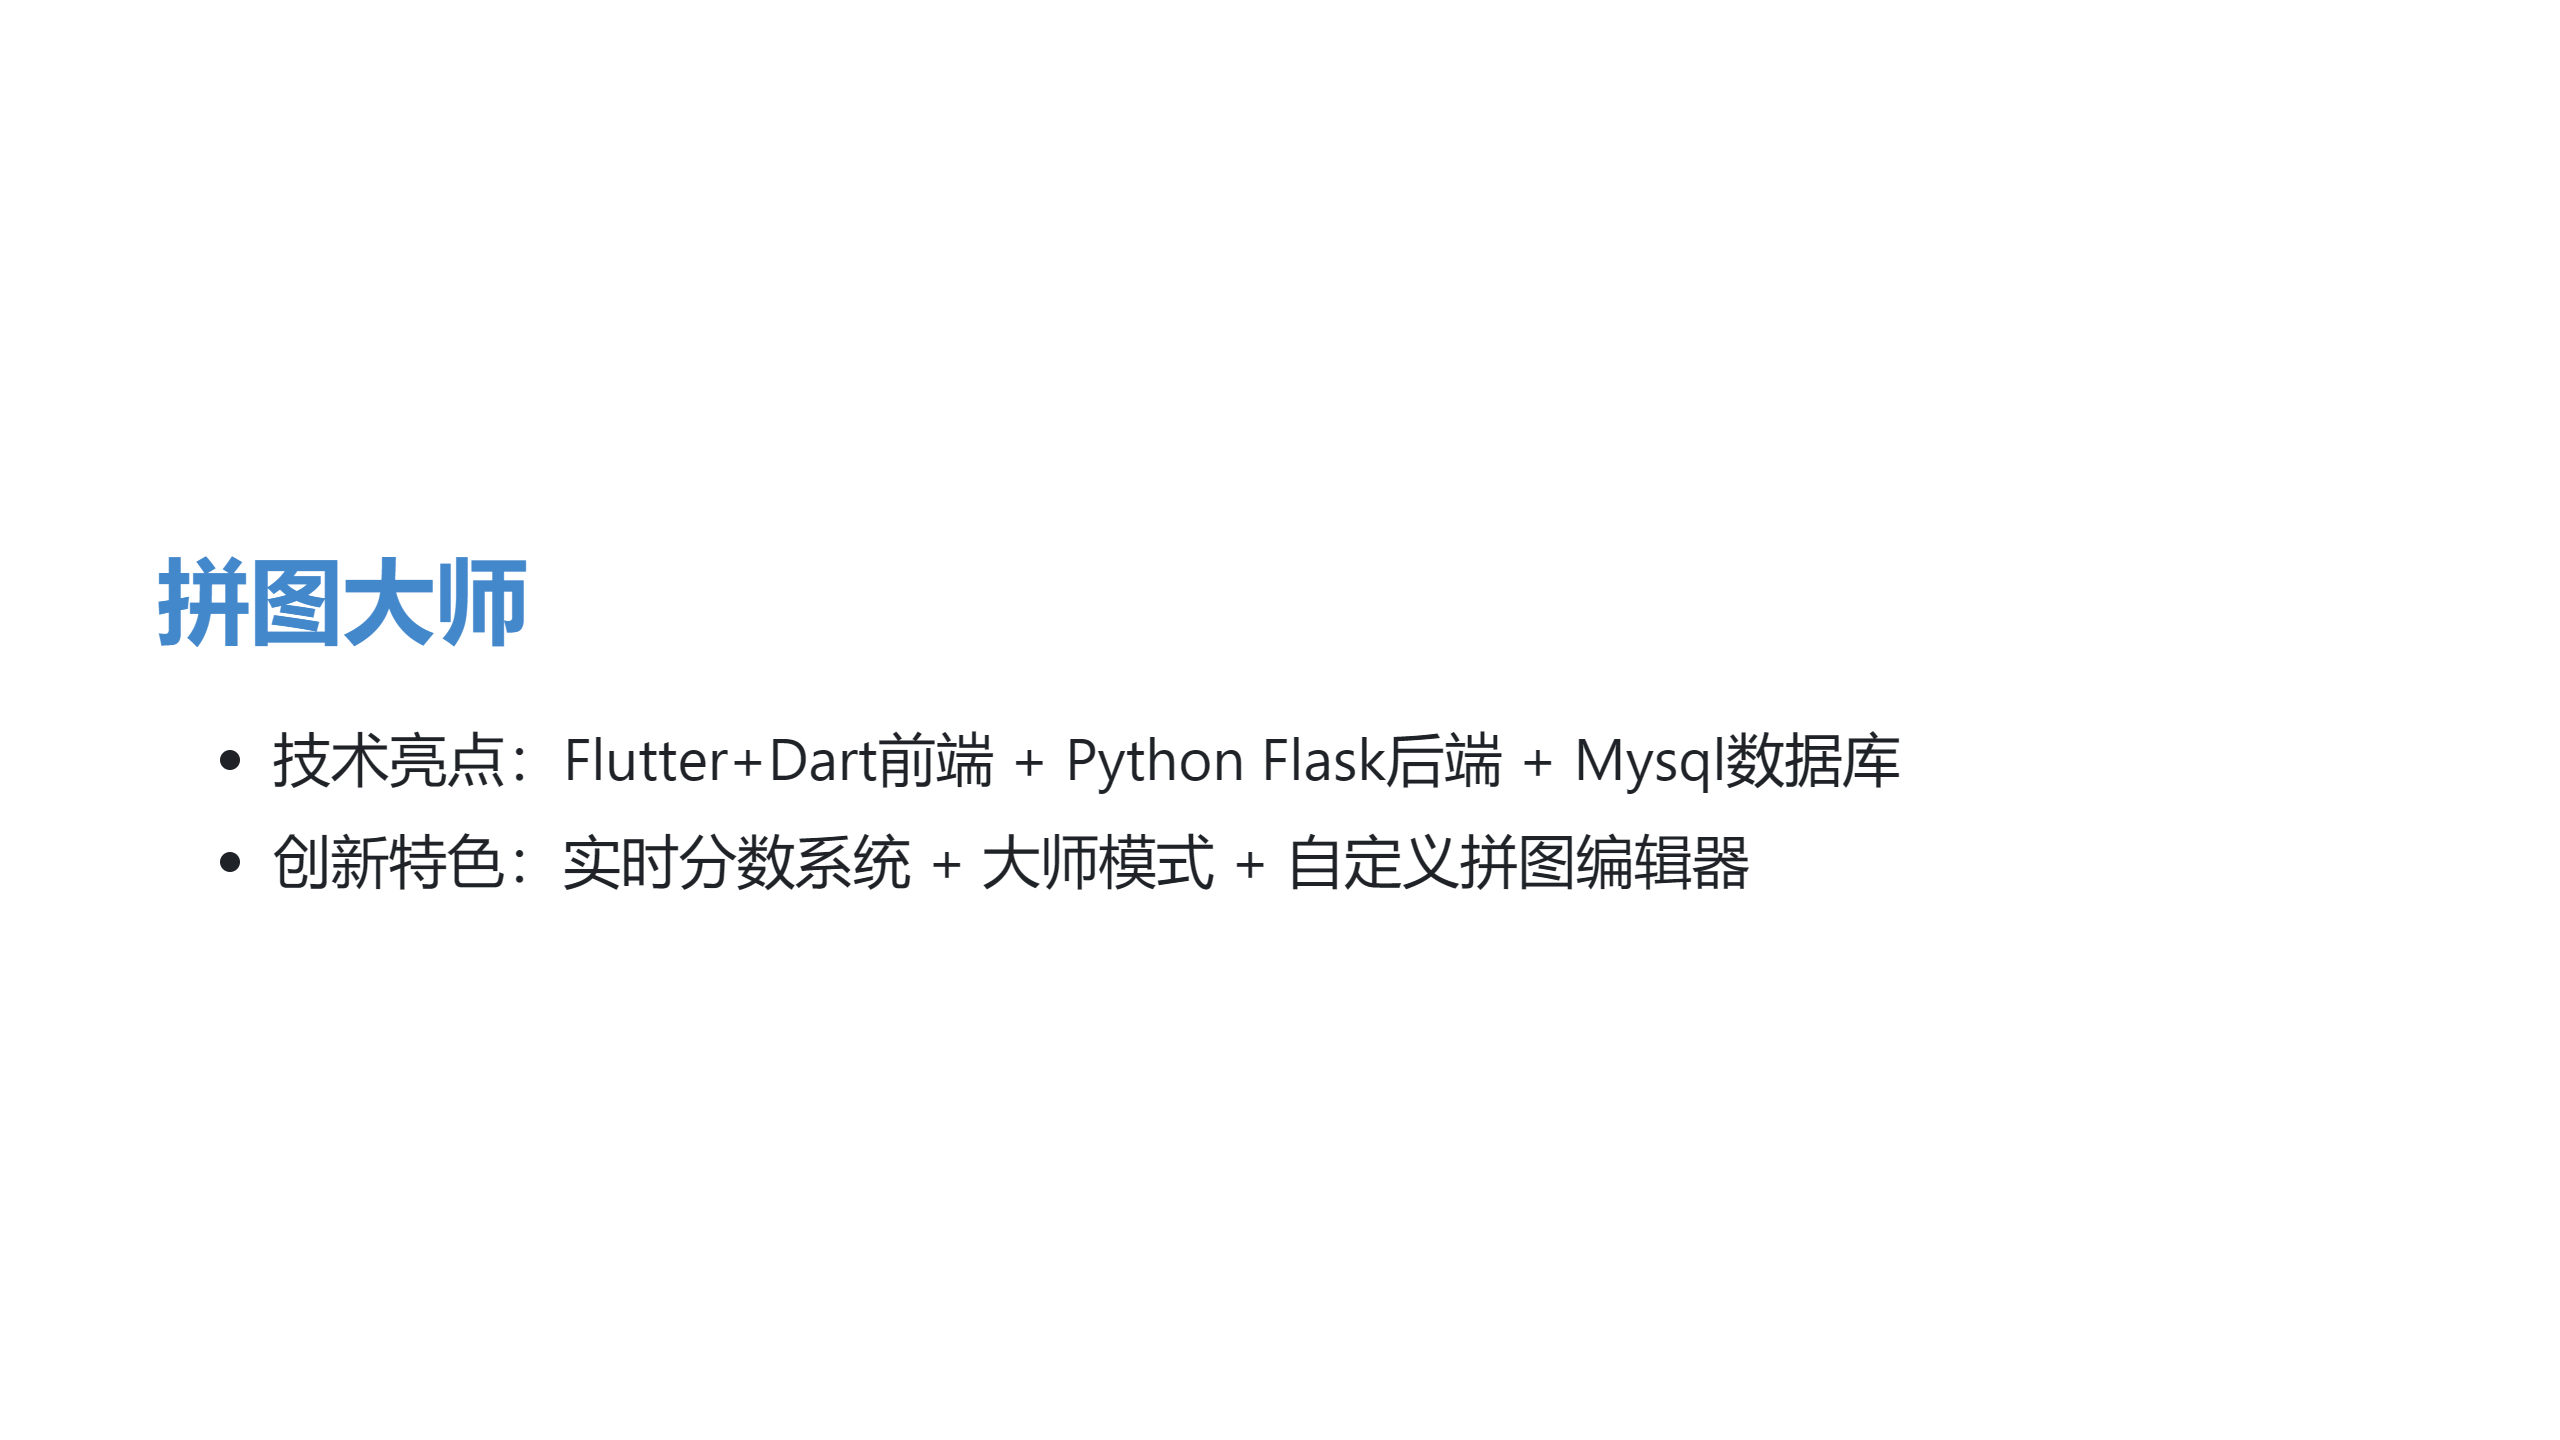 拼图大师
• 技术亮点：Flutter+Dart前端 + Python Flask后端 + Mysql数据库
• 创新特色：实时分数系统 + 大师模式 + 自定义拼图编辑器